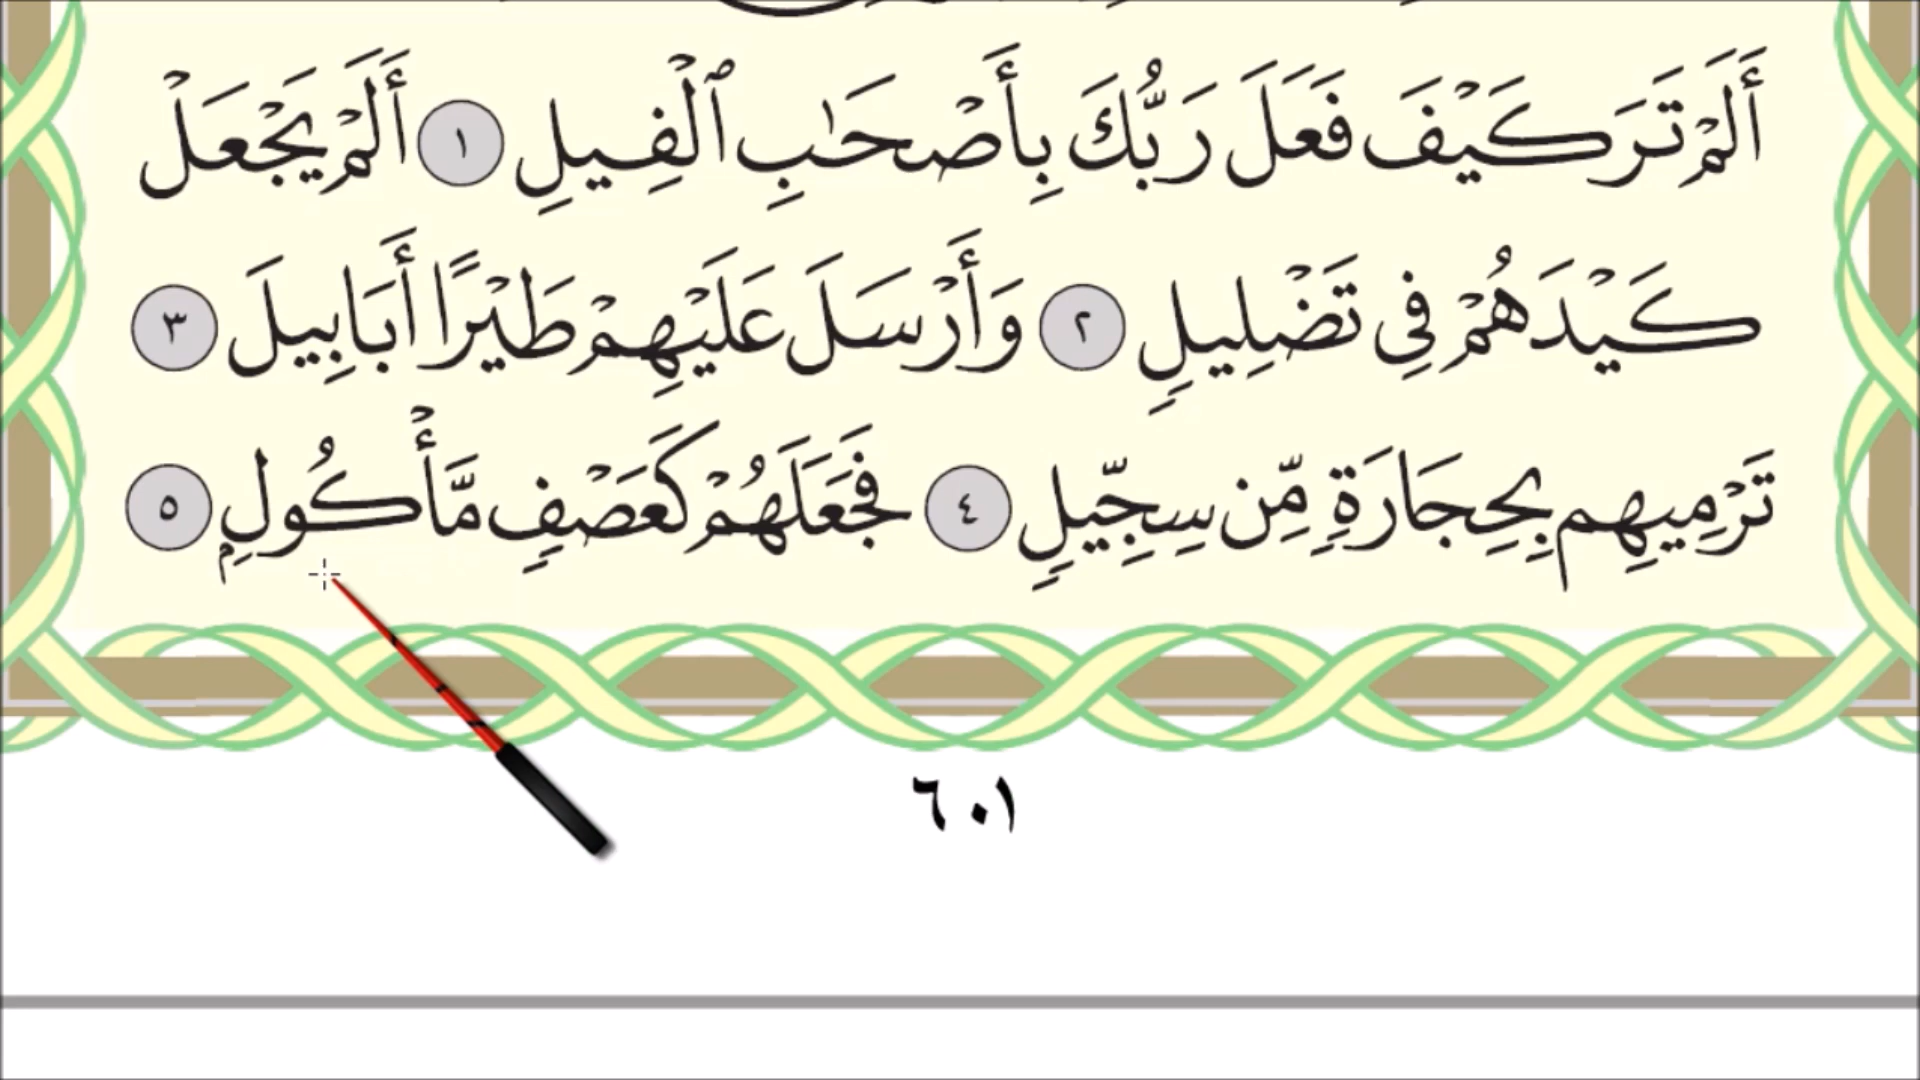 أَلَمْ تَرَ كَيْفَ فَعَلَ رَبُّكَ بِأَصْحَٰبِ ٱلْفِيلِ ١ أَلَمْ يَجْعَلْ
كَيْدَهُمْ فِى تَضْلِيلٍ ٢ وَأَرْسَلَ عَلَيْهِمْ طَيْرًا أَبَابِيلَ ٣
تَرْمِيهِم بِحِجَارَةٍ مِّن سِجِّيلٍ ٤ فَجَعَلَهُمْ كَعَصْفٍ مَّأْكُولٍۭ ٥
٦٠١